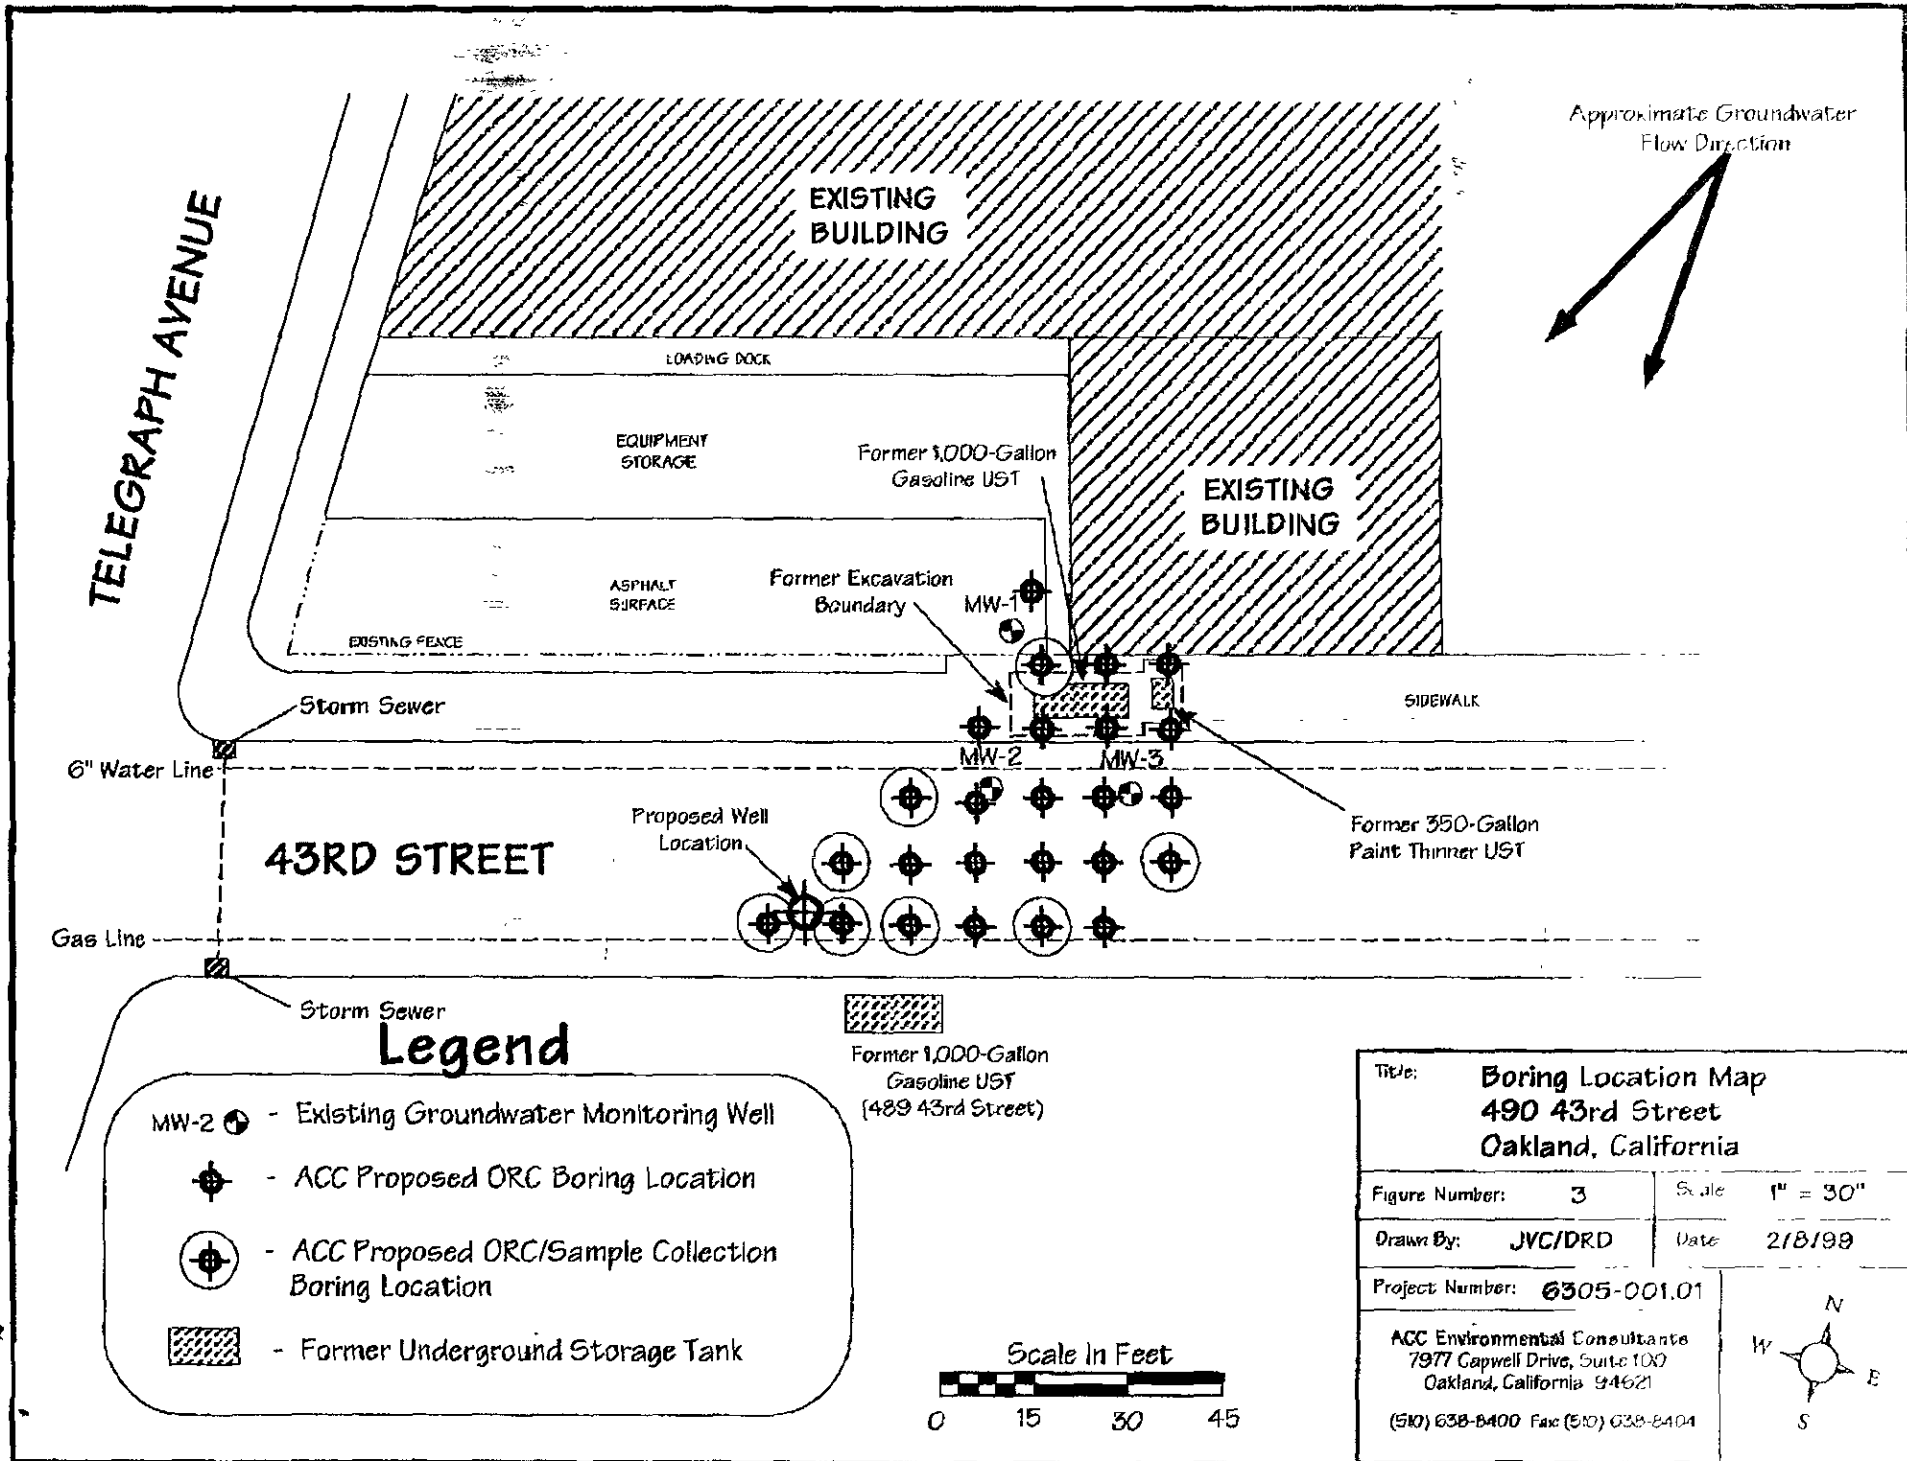 Approximate Groundwater
Flow Direction
EXISTING
BUILDING
TELEGRAPH AVENUE
LOADING DOCK
EQUIPMENT
STORAGE
Former 1,000-Gallon
Gasoline UST
EXISTING
BUILDING
ASPHALT
SURFACE
Former Excavation
Boundary
MW-1
EXISTING FENCE
Storm Sewer
SIDEWALK
6" Water Line
MW-2
MW-3
Proposed Well
Location
43RD STREET
Former 350-Gallon
Paint Thinner UST
Gas Line
Storm Sewer
Former 1,000-Gallon
Gasoline UST
(489 43rd Street)
Legend
MW-2 - Existing Groundwater Monitoring Well
- ACC Proposed ORC Boring Location
- ACC Proposed ORC/Sample Collection
Boring Location
- Former Underground Storage Tank
Scale In Feet
0 15 30 45
Title: Boring Location Map
490 43rd Street
Oakland, California
Figure Number: 3 Scale 1" = 30"
Drawn By: JVC/DRD Date 2/8/99
Project Number: 6305-001.01
ACC Environmental Consultants
7977 Capwell Drive, Suite 100
Oakland, California 94621
(510) 638-8400 Fax: (510) 638-8404
N
W
E
S